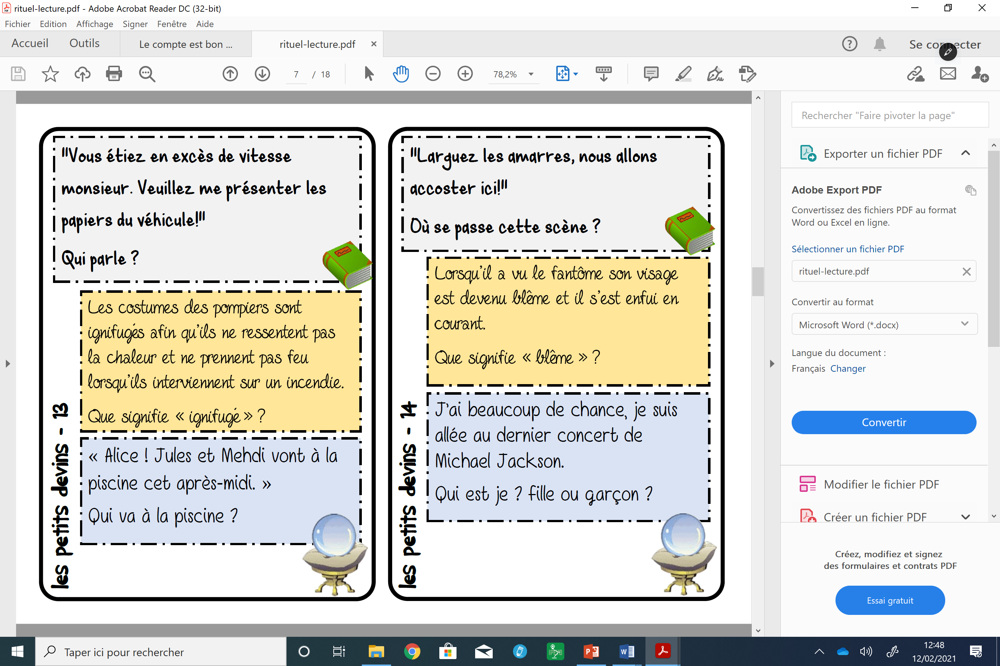 rituel-lecture.pdf - Adobe Acrobat Reader DC (32-bit)
Fichier Edition Affichage Signer Fenêtre Aide
Accueil Outils Le compte est bon ... rituel-lecture.pdf Se connecter
7 / 18 78,2%
"Vous étiez en excès de vitesse
monsieur. Veuillez me présenter les
papiers du véhicule!"
Qui parle ?
Les costumes des pompiers sont
ignifugés afin qu'ils ne ressentent pas
la chaleur et ne prennent pas feu
lorsqu'ils interviennent sur un incendie.
Que signifie « ignifugé » ?
« Alice ! Jules et Mehdi vont à la
piscine cet après-midi. »
Qui va à la piscine ?
les petits devins - 13
"Larguez les amarres, nous allons
accoster ici!"
Où se passe cette scène ?
Lorsqu'il a vu le fantôme son visage
est devenu blême et il s'est enfui en
courant.
Que signifie « blême » ?
J'ai beaucoup de chance, je suis
allée au dernier concert de
Michael Jackson.
Qui est je ? fille ou garçon ?
les petits devins - 14
Rechercher "Faire pivoter la page"
Exporter un fichier PDF
Adobe Export PDF
Convertissez des fichiers PDF au format
Word ou Excel en ligne.
Sélectionner un fichier PDF
rituel-lecture.pdf
Convertir au format
Microsoft Word (*.docx)
Langue du document :
Français Changer
Convertir
Modifier le fichier PDF
Créer un fichier PDF
Créez, modifiez et signez
des formulaires et contrats PDF
Essai gratuit
Taper ici pour rechercher
IPEVO
12:48
12/02/2021